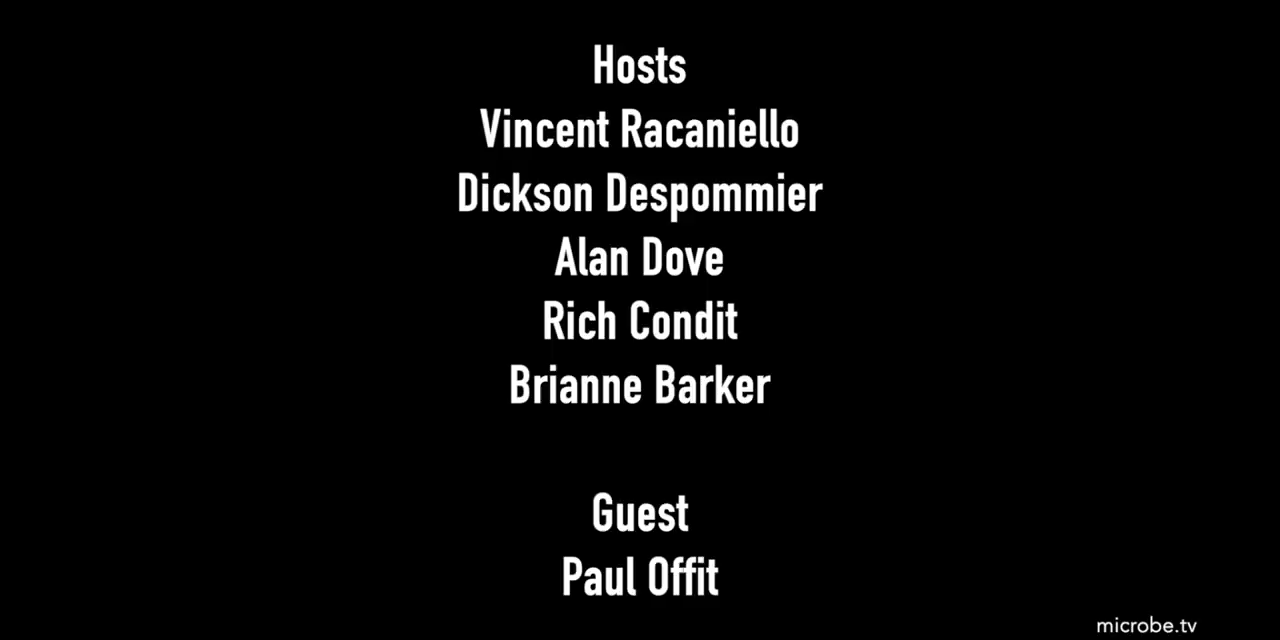 Hosts
Vincent Racaniello
Dickson Despommier
Alan Dove
Rich Condit
Brianne Barker
Guest
Paul Offit
microbe.tv